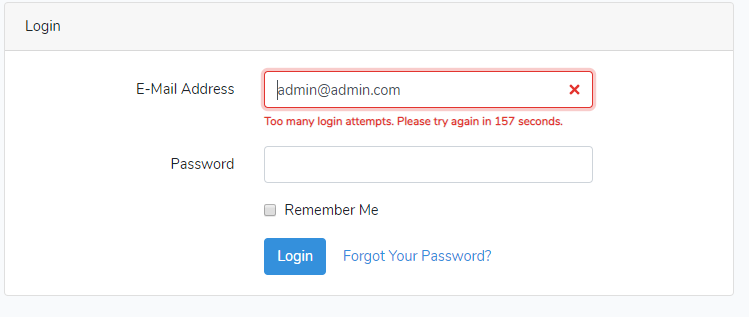 Login
E-Mail Address
admin@admin.com
Too many login attempts. Please try again in 157 seconds.
Password
Remember Me
Login Forgot Your Password?